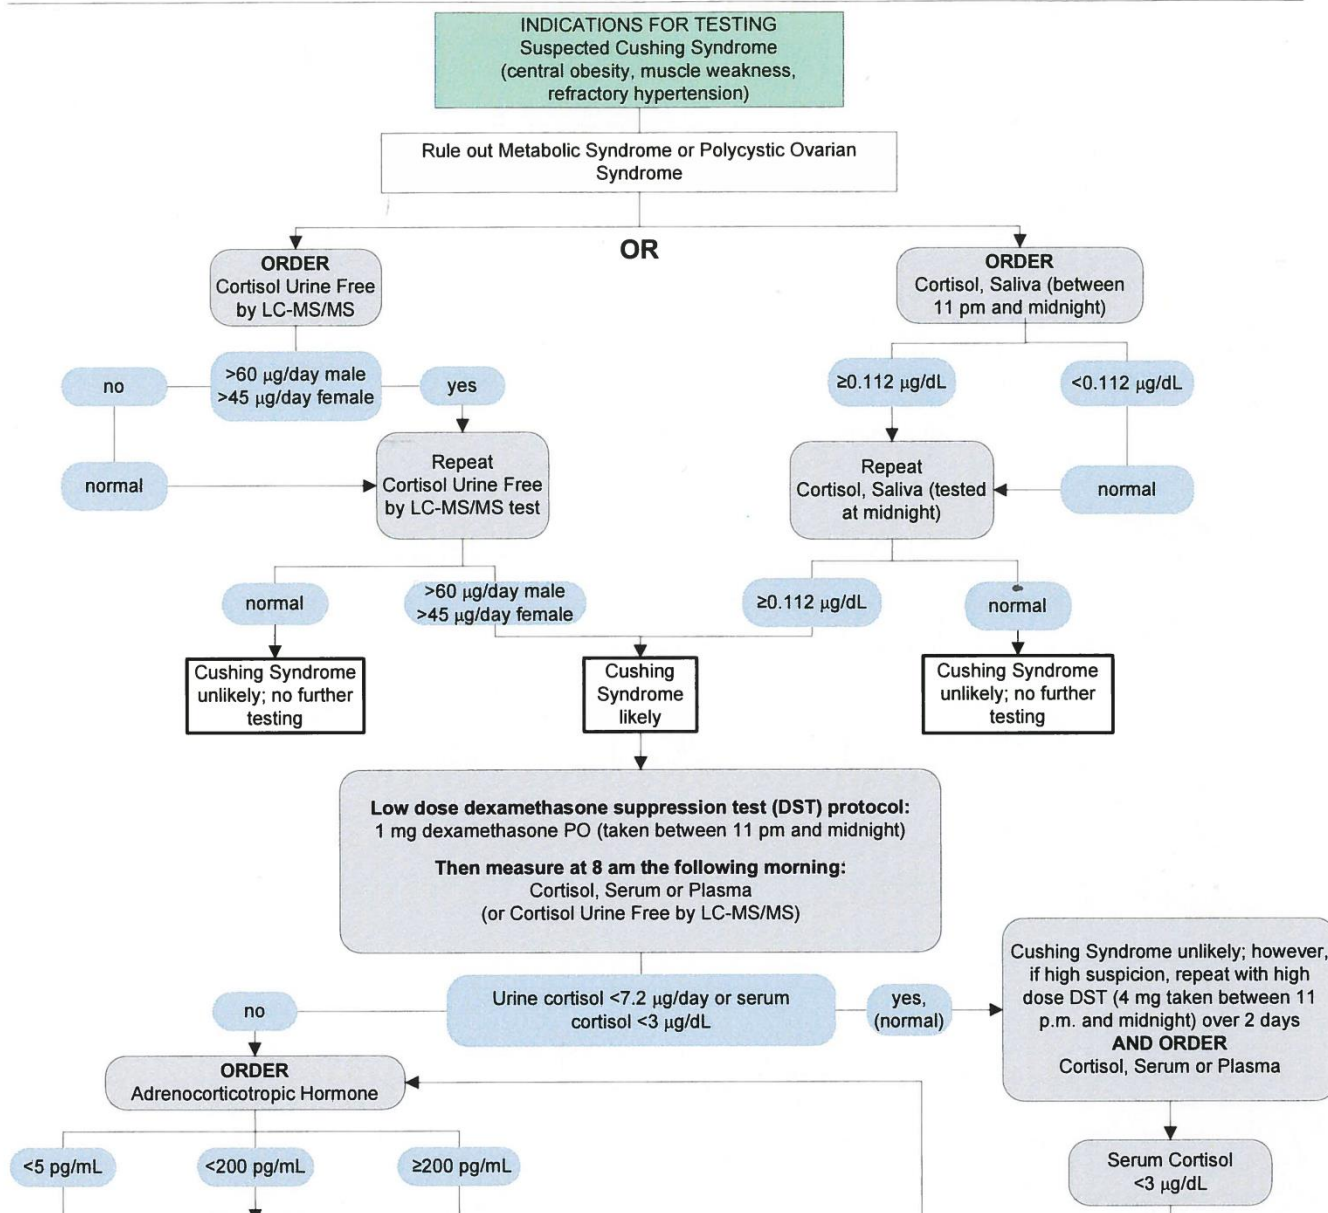 INDICATIONS FOR TESTING
Suspected Cushing Syndrome
(central obesity, muscle weakness,
refractory hypertension)
Rule out Metabolic Syndrome or Polycystic Ovarian
Syndrome
OR
ORDER
Cortisol Urine Free
by LC-MS/MS
ORDER
Cortisol, Saliva (between
11 pm and midnight)
no
>60 μg/day male
>45 μg/day female
yes
≥0.112 μg/dL
<0.112 μg/dL
normal
Repeat
Cortisol Urine Free
by LC-MS/MS test
Repeat
Cortisol, Saliva (tested
at midnight)
normal
normal
>60 μg/day male
>45 μg/day female
≥0.112 μg/dL
normal
Cushing Syndrome
unlikely; no further
testing
Cushing
Syndrome
likely
Cushing Syndrome
unlikely; no further
testing
Low dose dexamethasone suppression test (DST) protocol:
1 mg dexamethasone PO (taken between 11 pm and midnight)
Then measure at 8 am the following morning:
Cortisol, Serum or Plasma
(or Cortisol Urine Free by LC-MS/MS)
no
Urine cortisol <7.2 μg/day or serum
cortisol <3 μg/dL
yes,
(normal)
Cushing Syndrome unlikely; however,
if high suspicion, repeat with high
dose DST (4 mg taken between 11
p.m. and midnight) over 2 days
AND ORDER
Cortisol, Serum or Plasma
ORDER
Adrenocorticotropic Hormone
<5 pg/mL
<200 pg/mL
≥200 pg/mL
Serum Cortisol
<3 μg/dL